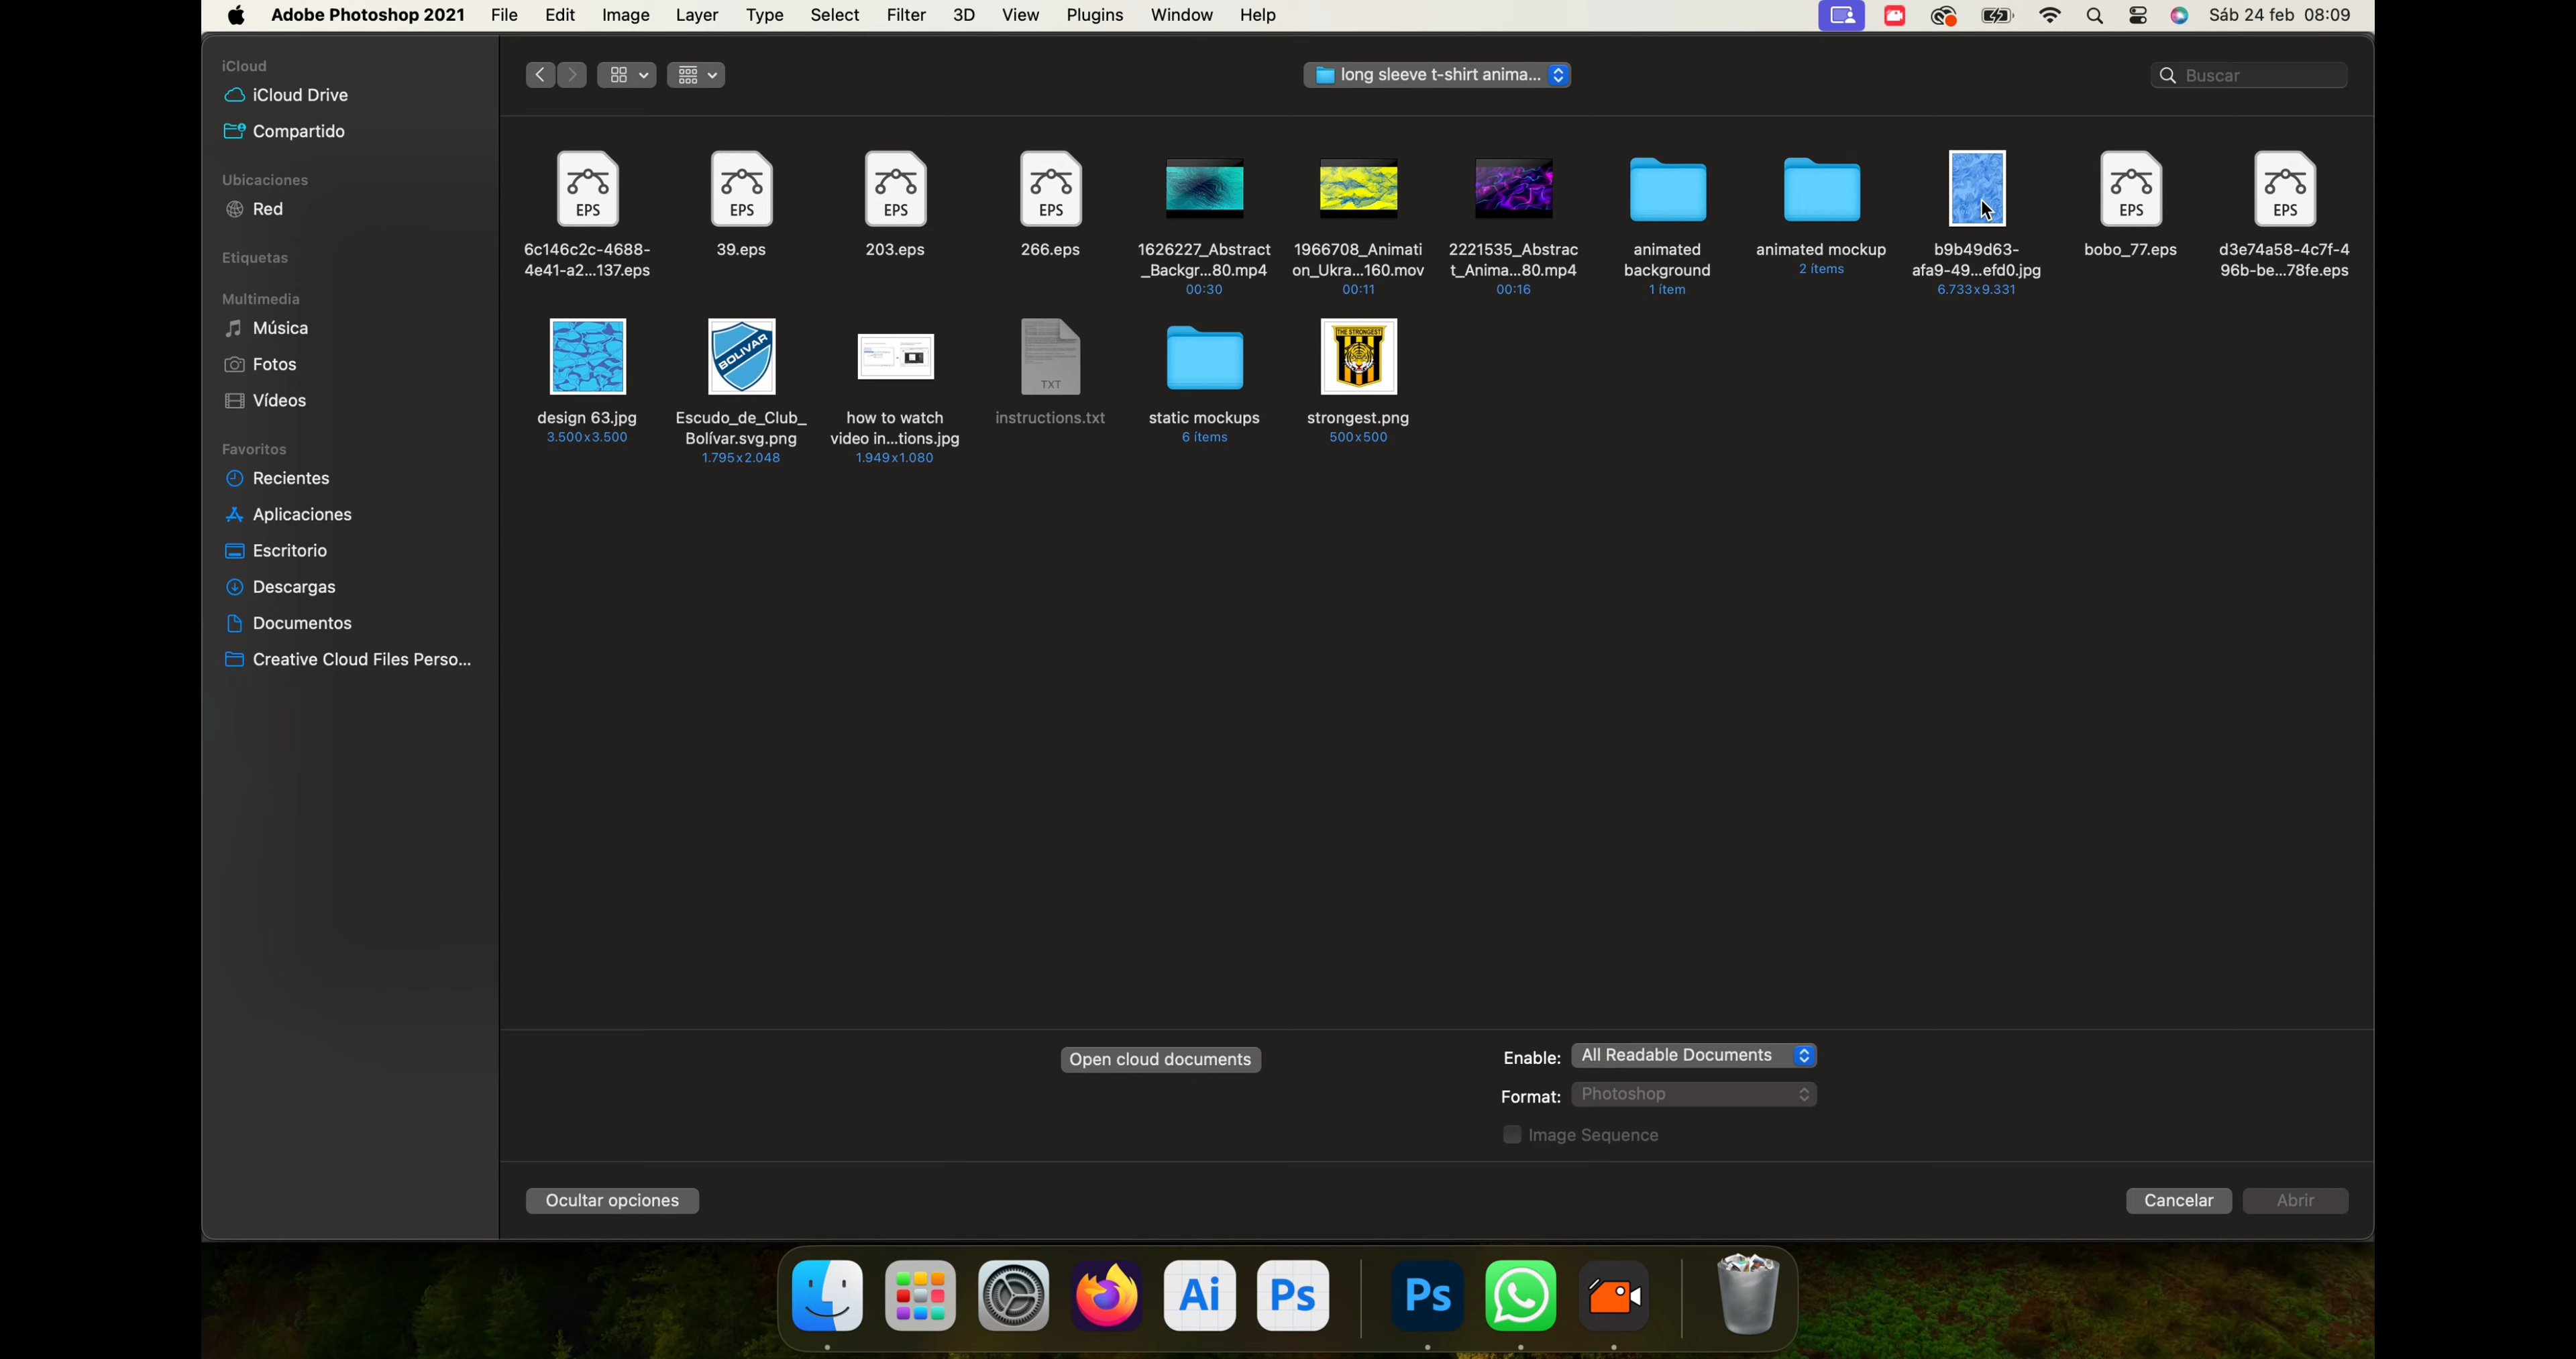 Adobe Photoshop 2021 File Edit Image Layer Type Select Filter 3D View Plugins Window Help Sáb 24 feb 08:09
iCloud
iCloud Drive
Compartido
Ubicaciones
Red
Etiquetas
Multimedia
Música
Fotos
Vídeos
Favoritos
Recientes
Aplicaciones
Escritorio
Descargas
Documentos
Creative Cloud Files Perso...
long sleeve t-shirt anima...
Buscar
EPS EPS EPS EPS EPS EPS
6c146c2c-4688- 39.eps 203.eps 266.eps 1626227_Abstract 1966708_Animati 2221535_Abstrac animated animated mockup b9b49d63- bobo_77.eps d3e74a58-4c7f-4
4e41-a2...137.eps _Backgr...80.mp4 on_Ukra...160.mov t_Anima...80.mp4 background 2 ítems afa9-49...efd0.jpg 96b-be...78fe.eps
00:30 00:11 00:16 1 ítem 6.733x9.331
BOLIVAR TXT THE STRONGEST
design 63.jpg Escudo_de_Club_ how to watch instructions.txt static mockups strongest.png
3.500x3.500 Bolívar.svg.png video in...tions.jpg 6 ítems 500x500
1.795x2.048 1.949x1.080
Open cloud documents
Enable: All Readable Documents
Format: Photoshop
Image Sequence
Ocultar opciones
Cancelar Abrir
Ai Ps Ps